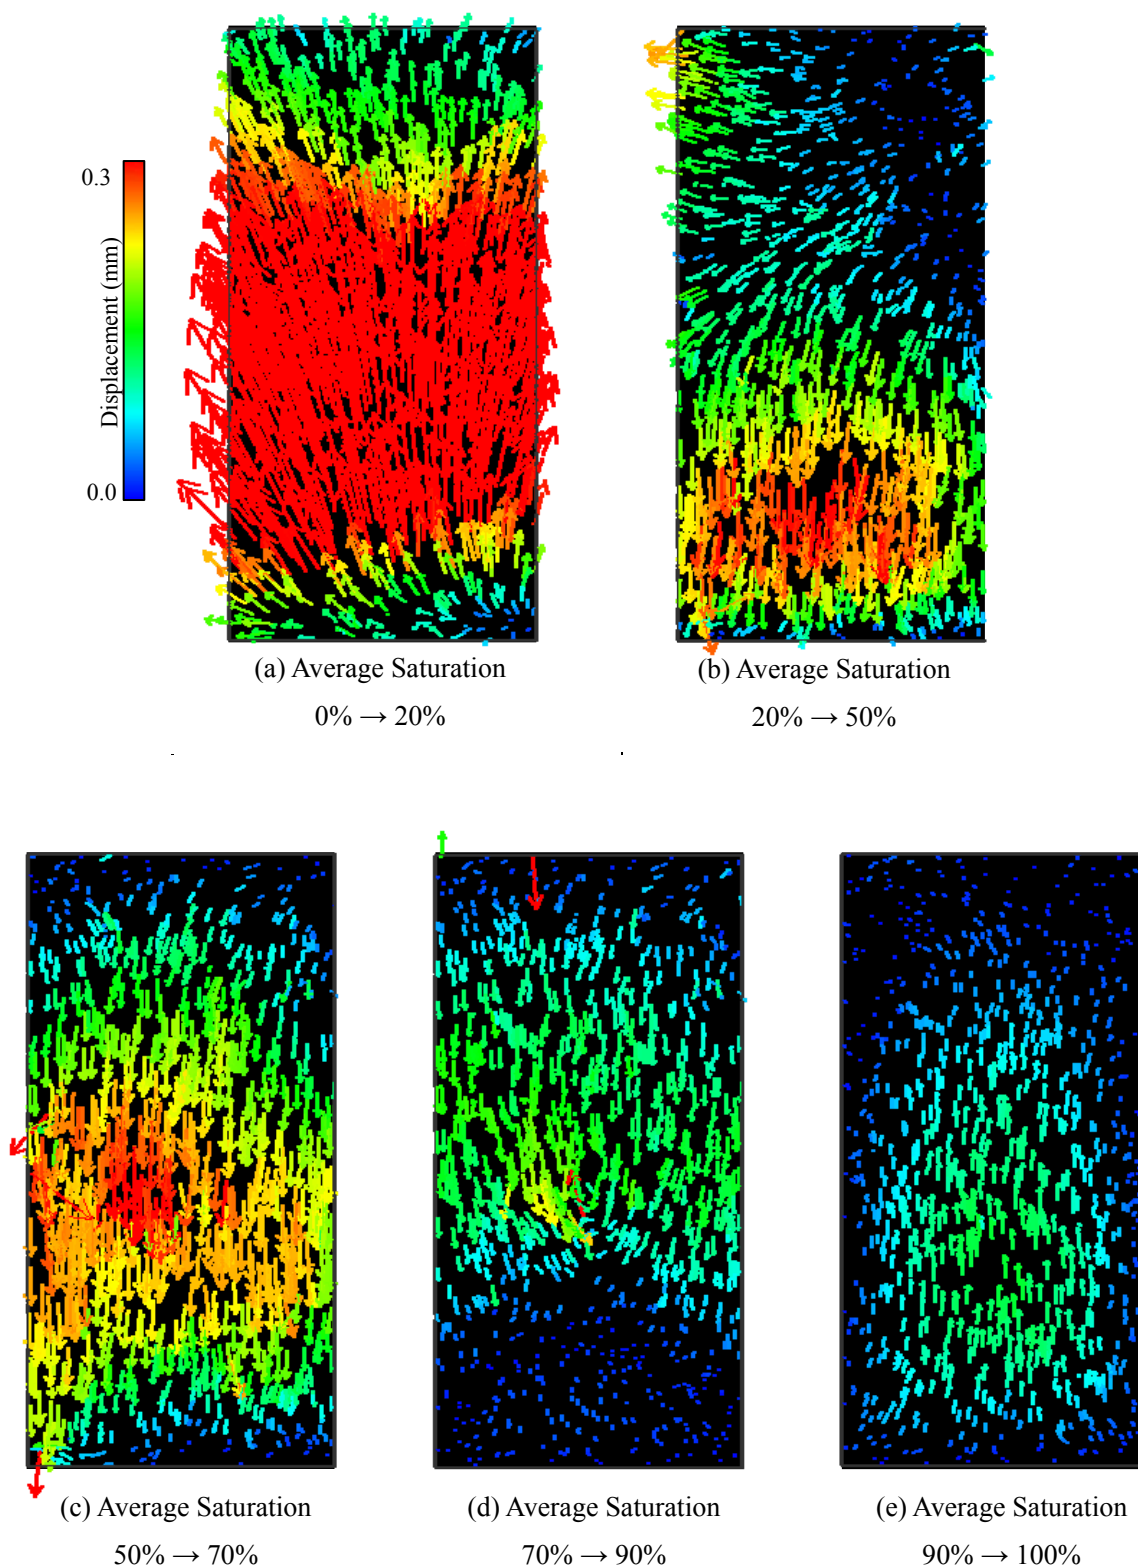 0.3
Displacement (mm)
0.0
(a) Average Saturation
0% → 20%
(b) Average Saturation
20% → 50%
(c) Average Saturation
50% → 70%
(d) Average Saturation
70% → 90%
(e) Average Saturation
90% → 100%